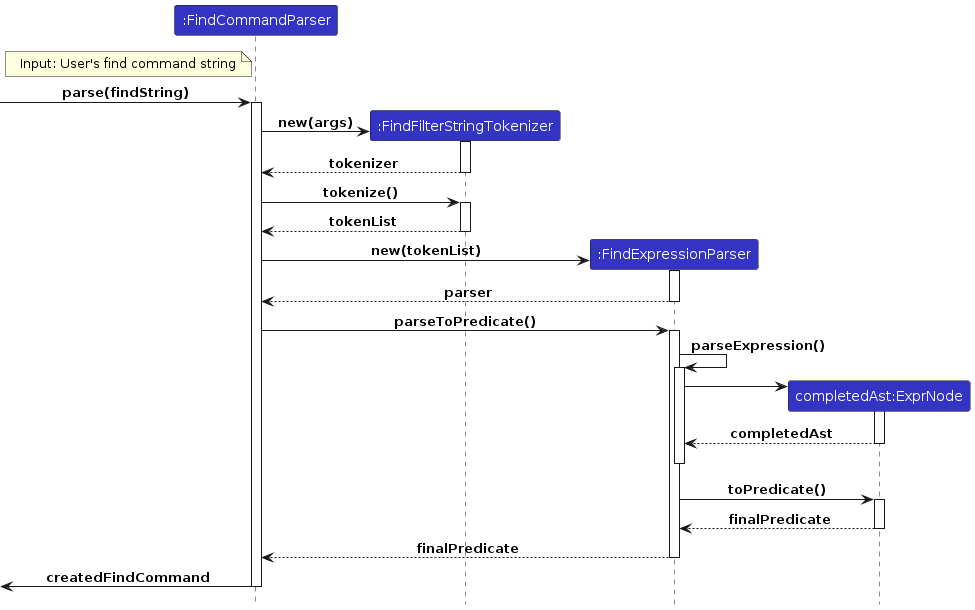 :FindCommandParser
Input: User's find command string
parse(findString)
new(args)
:FindFilterStringTokenizer
tokenizer
tokenize()
tokenList
new(tokenList)
:FindExpressionParser
parser
parseToPredicate()
parseExpression()
completedAst:ExprNode
completedAst
toPredicate()
finalPredicate
finalPredicate
createdFindCommand